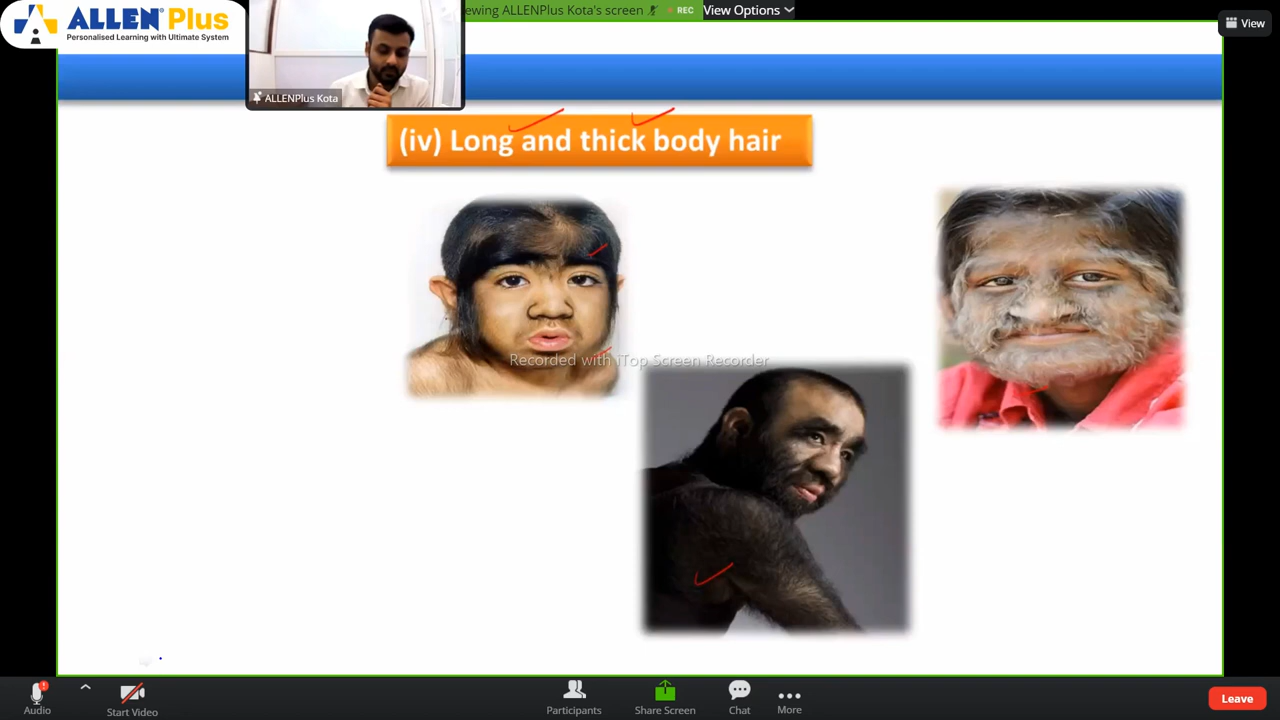 ALLEN Plus
Personalised Learning with Ultimate System
ewing ALLENPlus Kota's screen
REC
View Options
View
ALLENPlus Kota
(iv) Long and thick body hair
Recorded with iTop Screen Recorder
Audio
Start Video
Participants
Share Screen
Chat
More
Leave